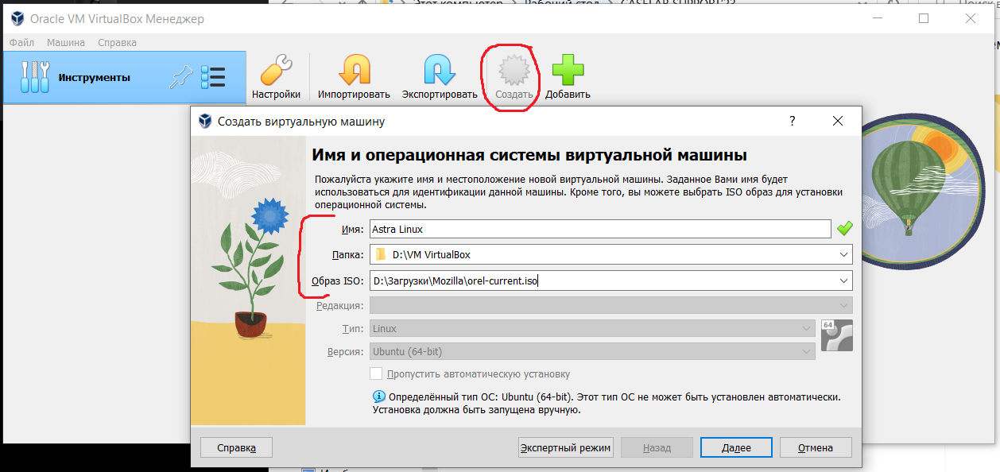 Этот компьютер
Рабочий стол
Oracle VM VirtualBox Менеджер
Файл Машина Справка
Инструменты
Настройки Импортировать Экспортировать Создать Добавить
Создать виртуальную машину
?
Имя и операционная системы виртуальной машины
Пожалуйста укажите имя и местоположение новой виртуальной машины. Заданное Вами имя будет
использоваться для идентификации данной машины. Кроме того, вы можете выбрать ISO образ для установки
операционной системы.
Имя: Astra Linux
Папка: D:\VM VirtualBox
Образ ISO: D:\Загрузки\Mozilla\orel-current.iso
Редакция:
Тип: Linux
64
Версия: Ubuntu (64-bit)
Пропустить автоматическую установку
Определённый тип ОС: Ubuntu (64-bit). Этот тип ОС не может быть установлен автоматически.
Установка должна быть запущена вручную.
Справка Экспертный режим Назад Далее Отмена